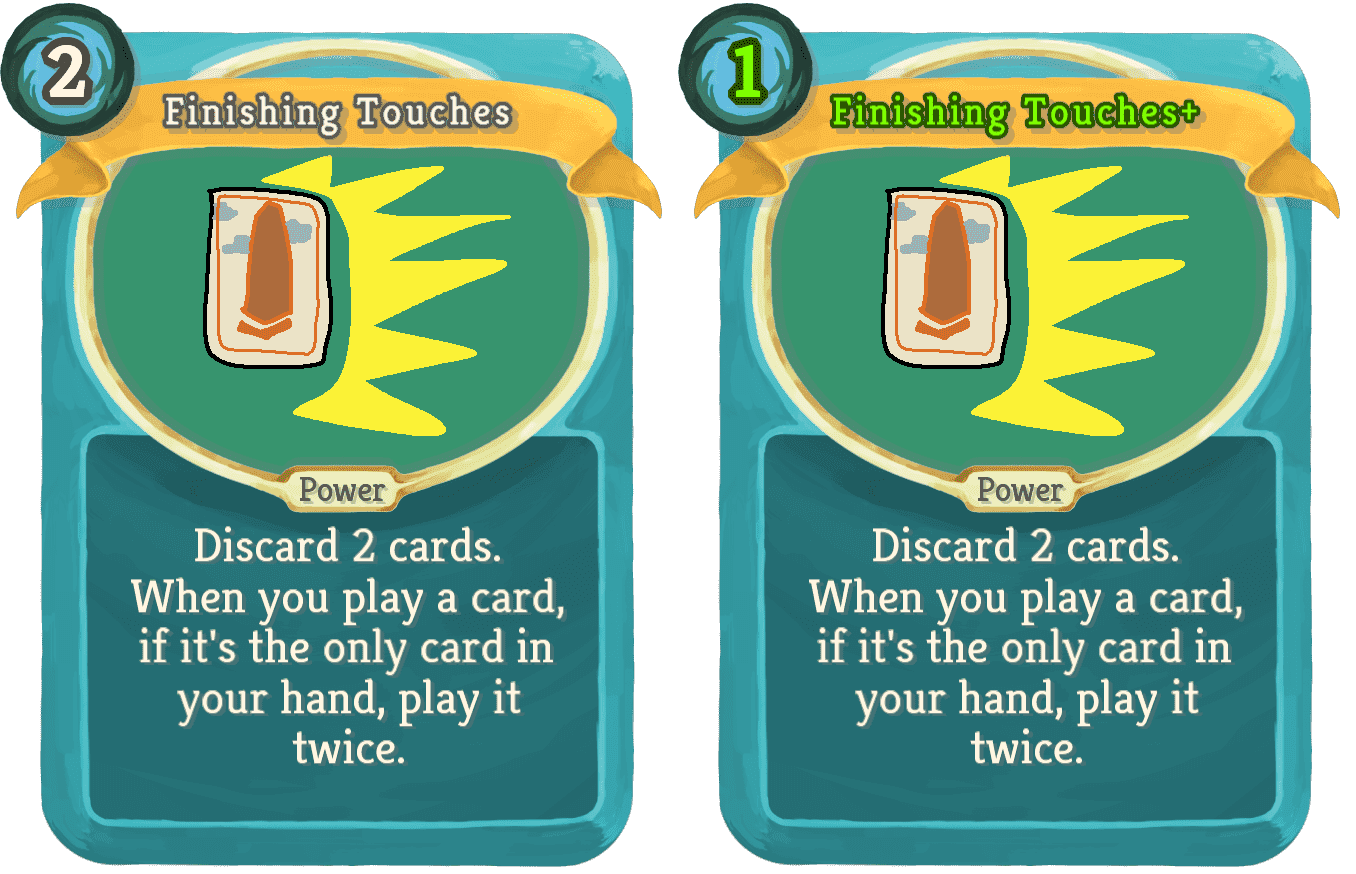 2
Finishing Touches
Power
Discard 2 cards.
When you play a card,
if it's the only card in
your hand, play it
twice.
1
Finishing Touches+
Power
Discard 2 cards.
When you play a card,
if it's the only card in
your hand, play it
twice.